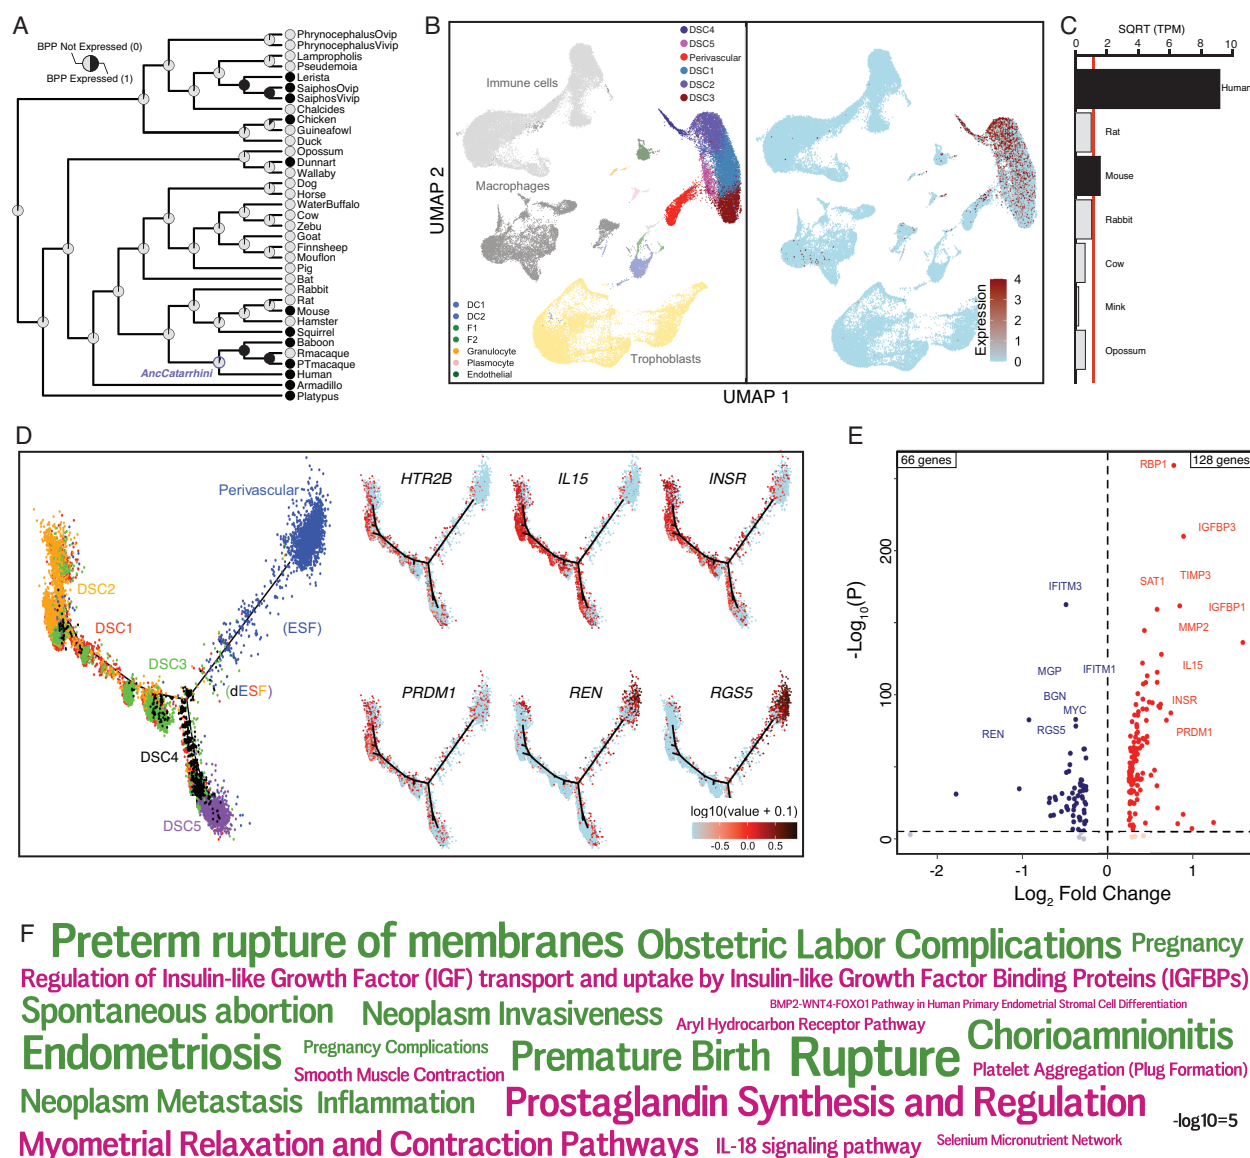 A
BPP Not Expressed (0)
BPP Expressed (1)
PhrynocephalusOvip
PhrynocephalusVivip
Lampropholis
Pseudemoia
Lerista
SaiphosOvip
SaiphosVivip
Chalcides
Chicken
Guineafowl
Duck
Opossum
Dunnart
Wallaby
Dog
Horse
WaterBuffalo
Cow
Zebu
Goat
Finnsheep
Mouflon
Pig
Bat
Rabbit
Rat
Mouse
Hamster
Squirrel
Baboon
Rmacaque
PTmacaque
Human
Armadillo
Platypus
AncCatarrhini
B
UMAP 2
UMAP 1
Immune cells
Macrophages
Trophoblasts
DSC4
DSC5
Perivascular
DSC1
DSC2
DSC3
DC1
DC2
F1
F2
Granulocyte
Plasmocyte
Endothelial
Expression
4
3
2
1
0
C
SQRT (TPM)
0 2 4 6 8 10
Human
Rat
Mouse
Rabbit
Cow
Mink
Opossum
D
Perivascular
DSC2
DSC1
(ESF)
DSC3
(dESF)
DSC4
DSC5
HTR2B
IL15
INSR
PRDM1
REN
RGS5
log10(value + 0.1)
-0.5 0.0 0.5
E
66 genes
128 genes
RBP1
IGFBP3
TIMP3
SAT1
IFITM3
IGFBP1
MMP2
IL15
MGP
IFITM1
BGN
INSR
MYC
RGS5
REN
PRDM1
-Log10(P)
200
100
0
-2 -1 0 1
Log2 Fold Change
F
Preterm rupture of membranes Obstetric Labor Complications Pregnancy
Regulation of Insulin-like Growth Factor (IGF) transport and uptake by Insulin-like Growth Factor Binding Proteins (IGFBPs)
Spontaneous abortion Neoplasm Invasiveness BMP2-WNT4-FOXO1 Pathway in Human Primary Endometrial Stromal Cell Differentiation
Aryl Hydrocarbon Receptor Pathway Chorioamnionitis
Endometriosis Pregnancy Complications Premature Birth Rupture
Smooth Muscle Contraction Platelet Aggregation (Plug Formation)
Neoplasm Metastasis Inflammation Prostaglandin Synthesis and Regulation
-log10=5
Myometrial Relaxation and Contraction Pathways IL-18 signaling pathway Selenium Micronutrient Network